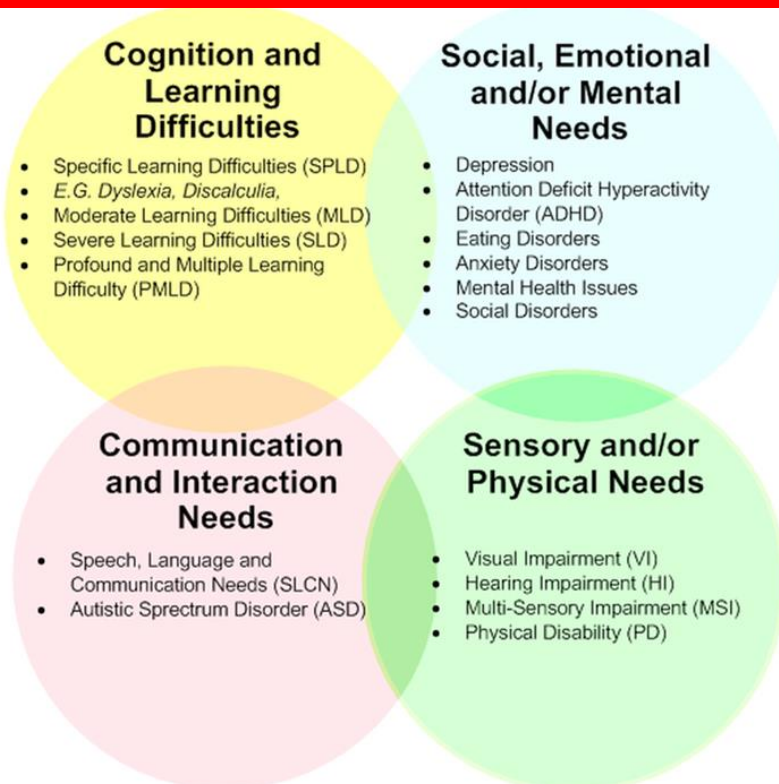 Cognition and
Learning
Difficulties
• Specific Learning Difficulties (SPLD)
• E.G. Dyslexia, Discalculia,
• Moderate Learning Difficulties (MLD)
• Severe Learning Difficulties (SLD)
• Profound and Multiple Learning
Difficulty (PMLD)
Social, Emotional
and/or Mental
Needs
• Depression
• Attention Deficit Hyperactivity
Disorder (ADHD)
• Eating Disorders
• Anxiety Disorders
• Mental Health Issues
• Social Disorders
Communication
and Interaction
Needs
• Speech, Language and
Communication Needs (SLCN)
• Autistic Sprectrum Disorder (ASD)
Sensory and/or
Physical Needs
• Visual Impairment (VI)
• Hearing Impairment (HI)
• Multi-Sensory Impairment (MSI)
• Physical Disability (PD)